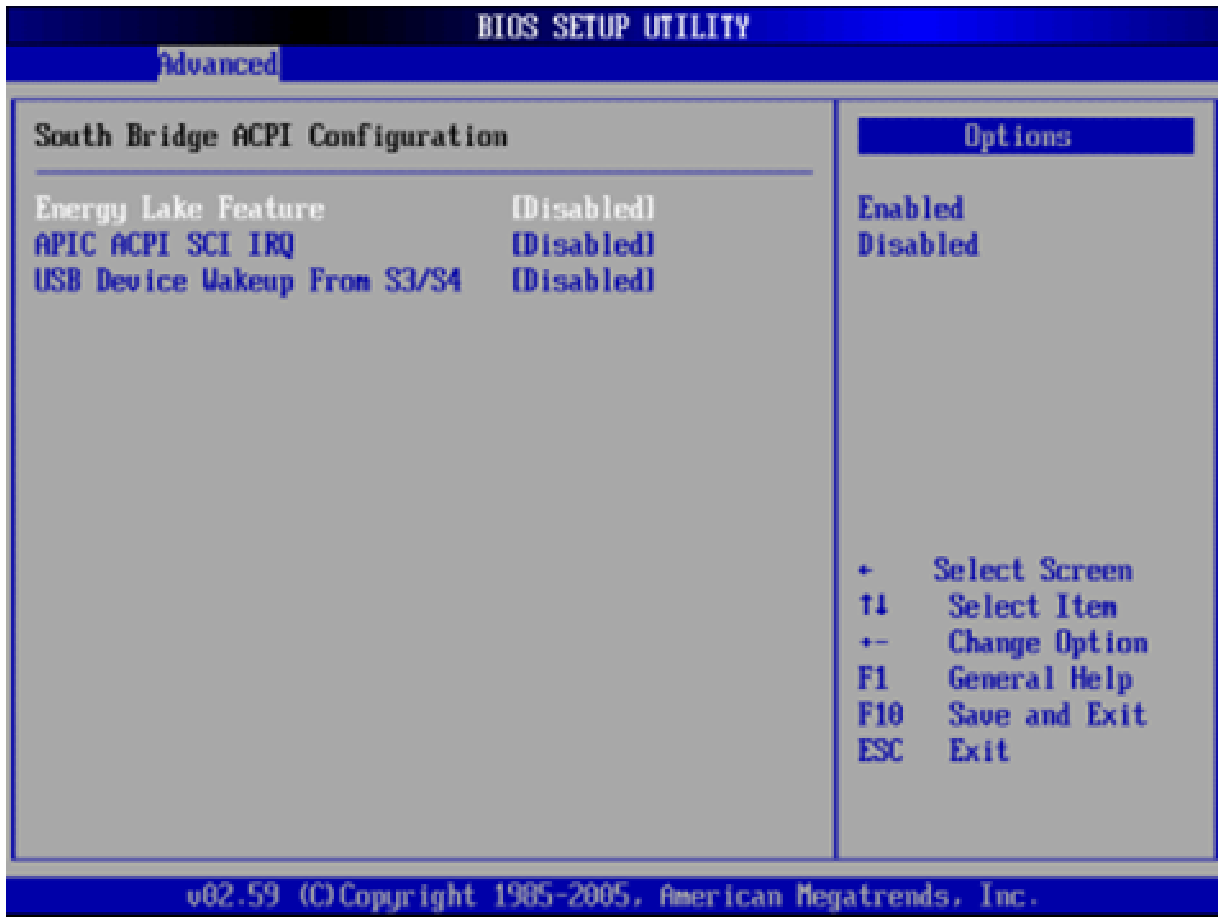 BIOS SETUP UTILITY
Advanced
South Bridge ACPI Configuration
Energy Lake Feature [Disabled]
APIC ACPI SCI IRQ [Disabled]
USB Device Wakeup From S3/S4 [Disabled]
Options
Enabled
Disabled
← Select Screen
↑↓ Select Item
+- Change Option
F1 General Help
F10 Save and Exit
ESC Exit
v02.59 (C)Copyright 1985-2005, American Megatrends, Inc.